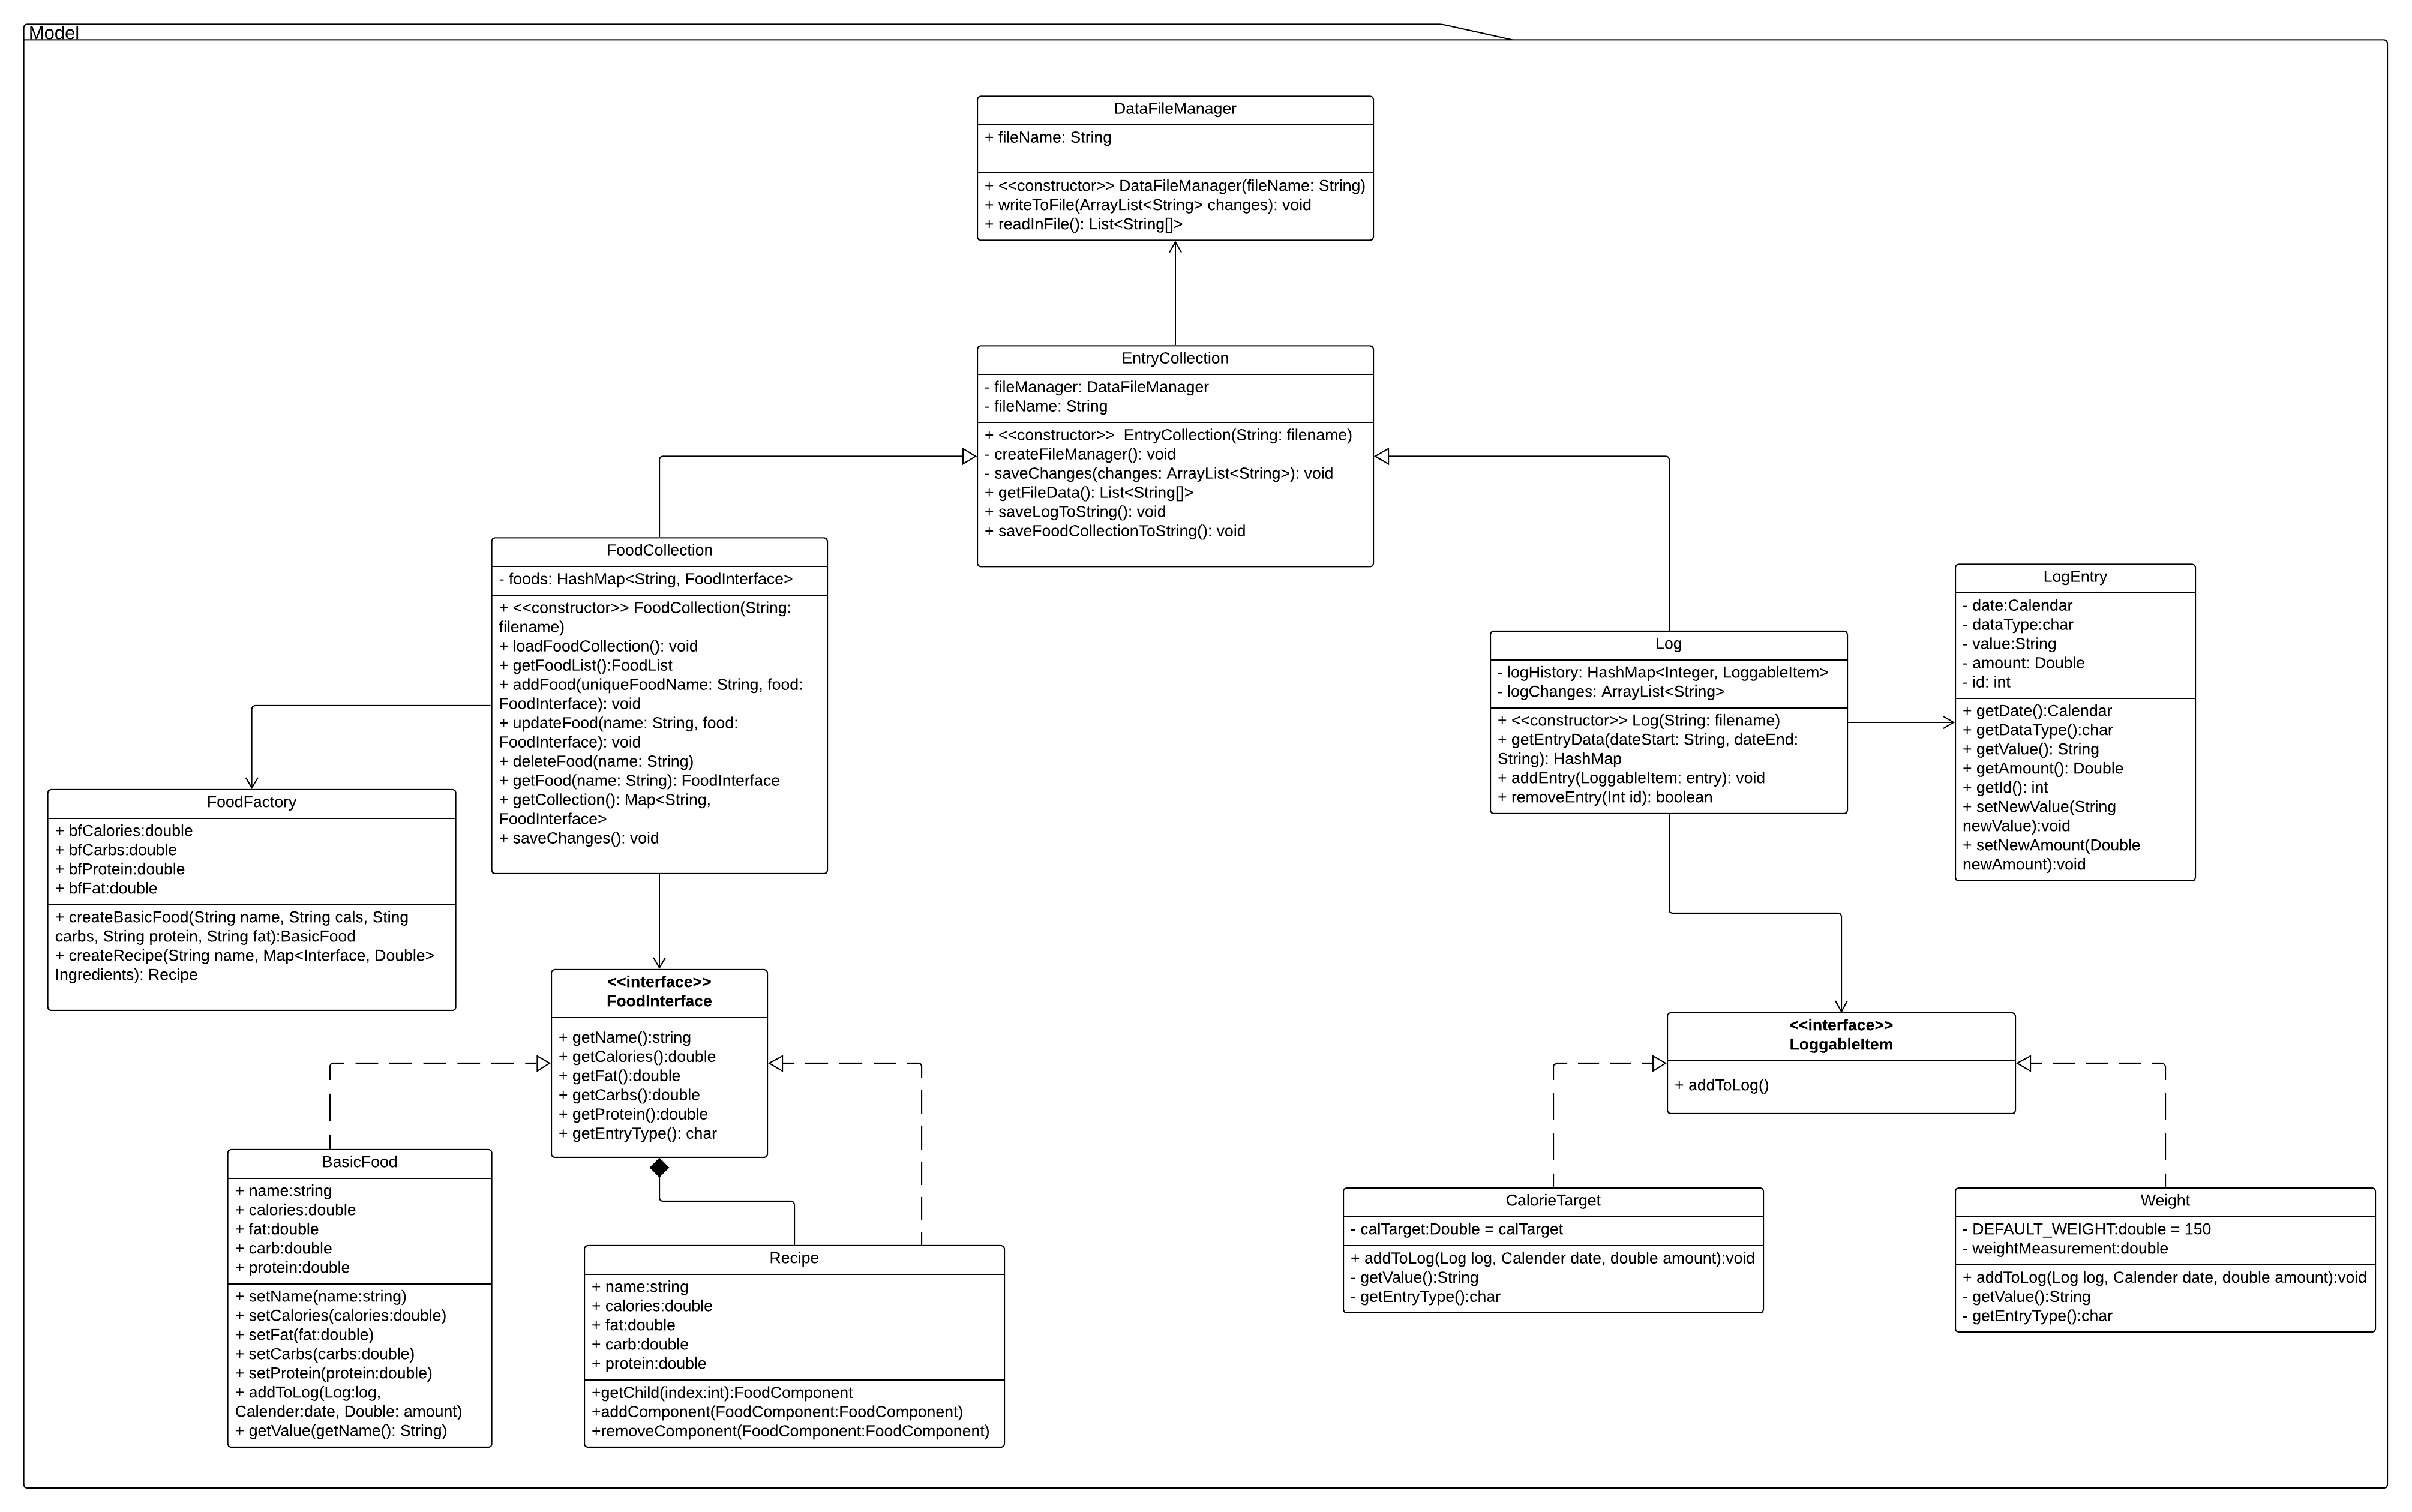 Model
DataFileManager
+ fileName: String
+ <<constructor>> DataFileManager(fileName: String)
+ writeToFile(ArrayList<String> changes): void
+ readInFile(): List<String[]>
EntryCollection
- fileManager: DataFileManager
- fileName: String
+ <<constructor>>  EntryCollection(String: filename)
- createFileManager(): void
- saveChanges(changes: ArrayList<String>): void
+ getFileData(): List<String[]>
+ saveLogToString(): void
+ saveFoodCollectionToString(): void
FoodCollection
- foods: HashMap<String, FoodInterface>
+ <<constructor>> FoodCollection(String:
filename)
+ loadFoodCollection(): void
+ getFoodList():FoodList
+ addFood(uniqueFoodName: String, food:
FoodInterface): void
+ updateFood(name: String, food:
FoodInterface): void
+ deleteFood(name: String)
+ getFood(name: String): FoodInterface
+ getCollection(): Map<String,
FoodInterface>
+ saveChanges(): void
Log
- logHistory: HashMap<Integer, LoggableItem>
- logChanges: ArrayList<String>
+ <<constructor>> Log(String: filename)
+ getEntryData(dateStart: String, dateEnd:
String): HashMap
+ addEntry(LoggableItem: entry): void
+ removeEntry(Int id): boolean
LogEntry
- date:Calendar
- dataType:char
- value:String
- amount: Double
- id: int
+ getDate():Calendar
+ getDataType():char
+ getValue(): String
+ getAmount(): Double
+ getId(): int
+ setNewValue(String
newValue):void
+ setNewAmount(Double
newAmount):void
FoodFactory
+ bfCalories:double
+ bfCarbs:double
+ bfProtein:double
+ bfFat:double
+ createBasicFood(String name, String cals, Sting
carbs, String protein, String fat):BasicFood
+ createRecipe(String name, Map<Interface, Double>
Ingredients): Recipe
<<interface>>
FoodInterface
+ getName():string
+ getCalories():double
+ getFat():double
+ getCarbs():double
+ getProtein():double
+ getEntryType(): char
<<interface>>
LoggableItem
+ addToLog()
BasicFood
+ name:string
+ calories:double
+ fat:double
+ carb:double
+ protein:double
+ setName(name:string)
+ setCalories(calories:double)
+ setFat(fat:double)
+ setCarbs(carbs:double)
+ setProtein(protein:double)
+ addToLog(Log:log,
Calender:date, Double: amount)
+ getValue(getName(): String)
Recipe
+ name:string
+ calories:double
+ fat:double
+ carb:double
+ protein:double
+getChild(index:int):FoodComponent
+addComponent(FoodComponent:FoodComponent)
+removeComponent(FoodComponent:FoodComponent)
CalorieTarget
- calTarget:Double = calTarget
+ addToLog(Log log, Calender date, double amount):void
- getValue():String
- getEntryType():char
Weight
- DEFAULT_WEIGHT:double = 150
- weightMeasurement:double
+ addToLog(Log log, Calender date, double amount):void
- getValue():String
- getEntryType():char